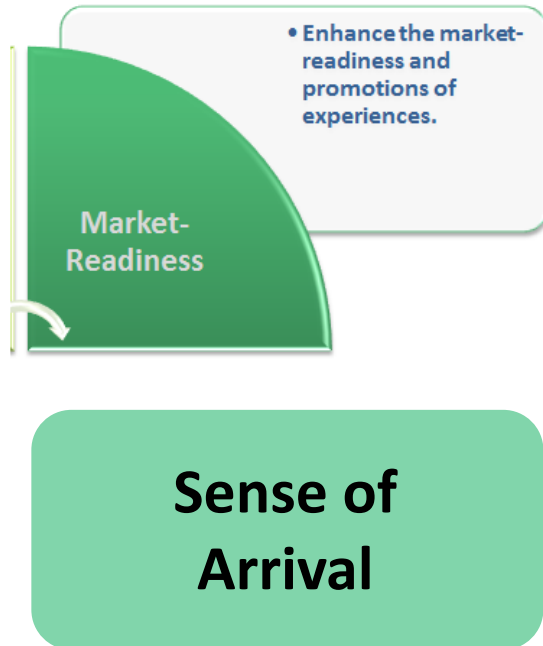 • Enhance the market-
readiness and
promotions of
experiences.
Market-
Readiness
Sense of
Arrival